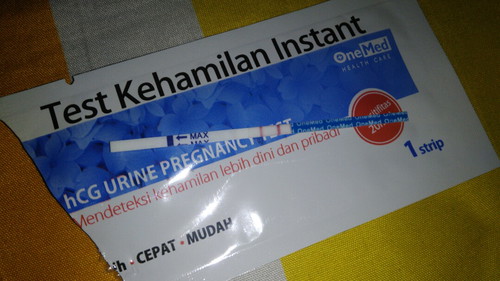 Test Kehamilan Instant
OneMed
HEALTH CARE
MAX
hCG URINE PREGNANCY
Mendeteksi kehamilan lebih dini dan pribadi
1 strip
CEPAT • MUDAH